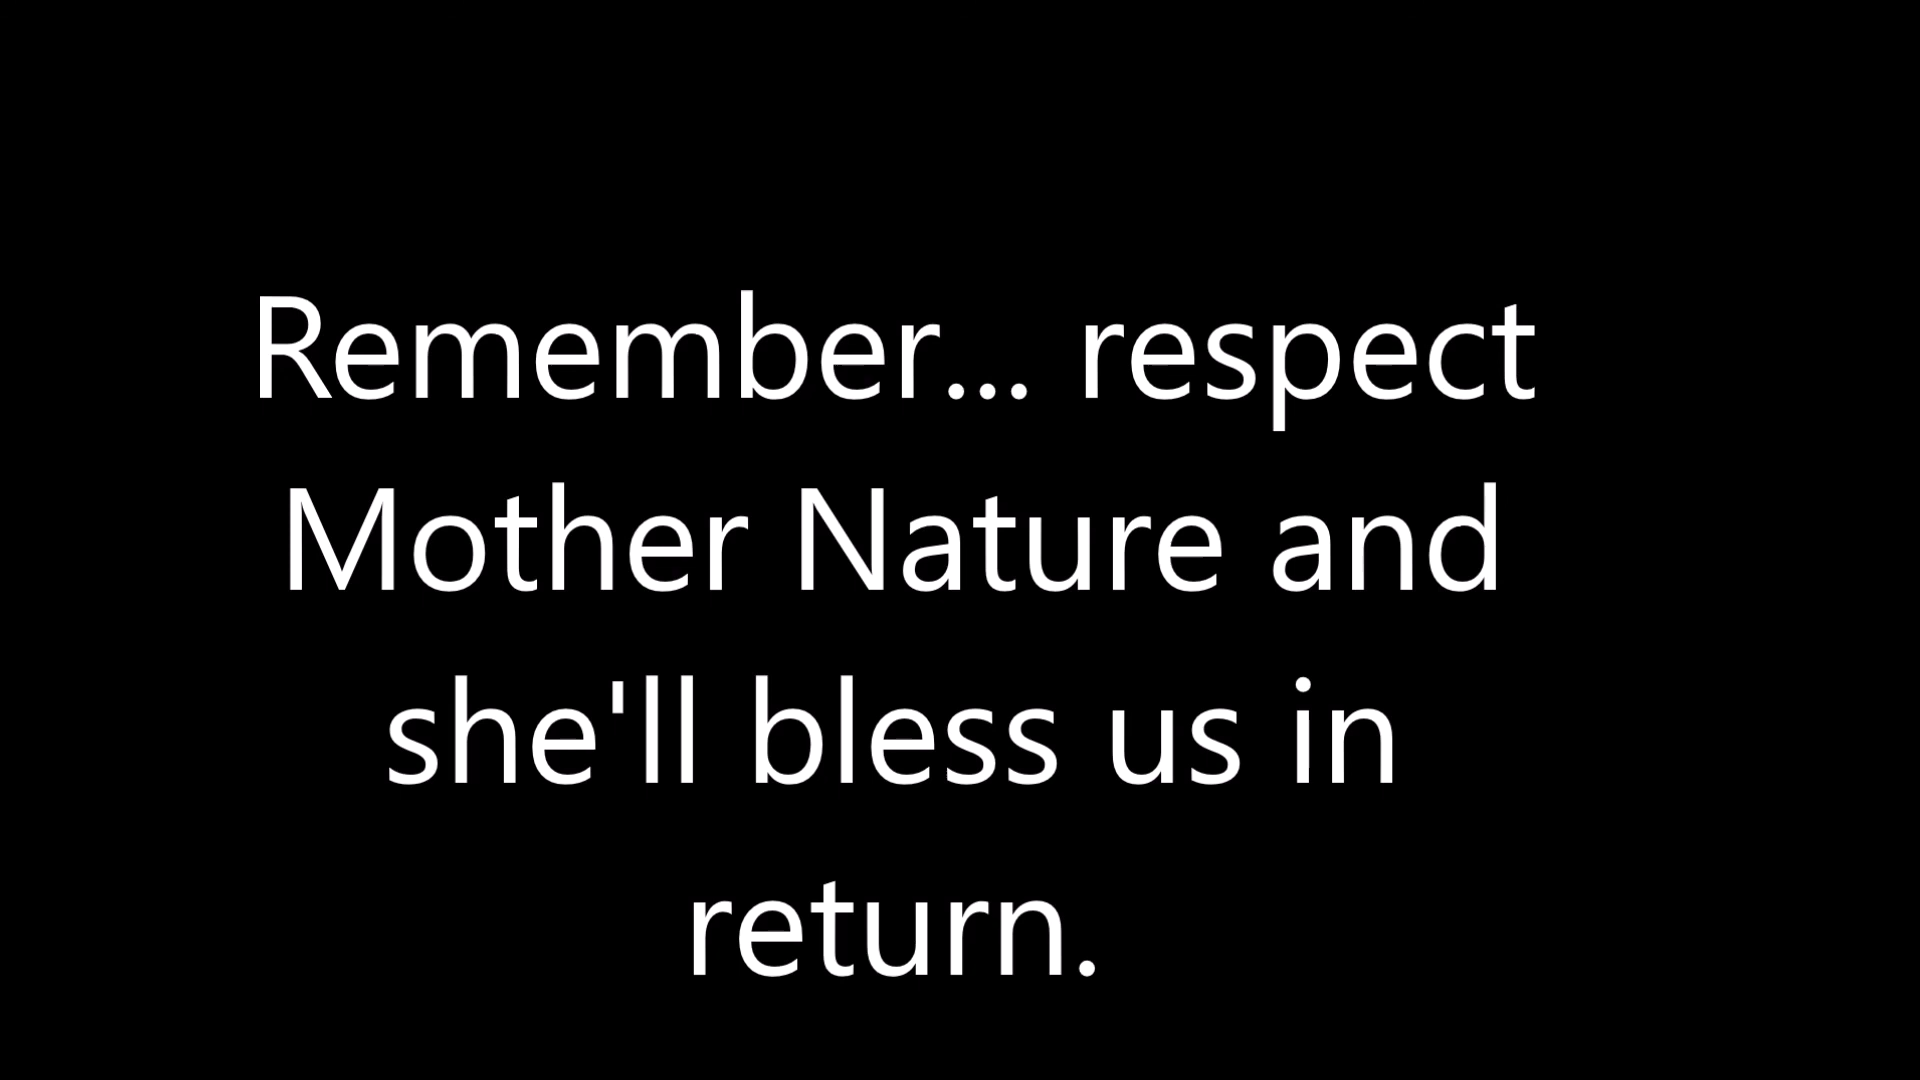 Remember... respect
Mother Nature and
she'll bless us in
return.